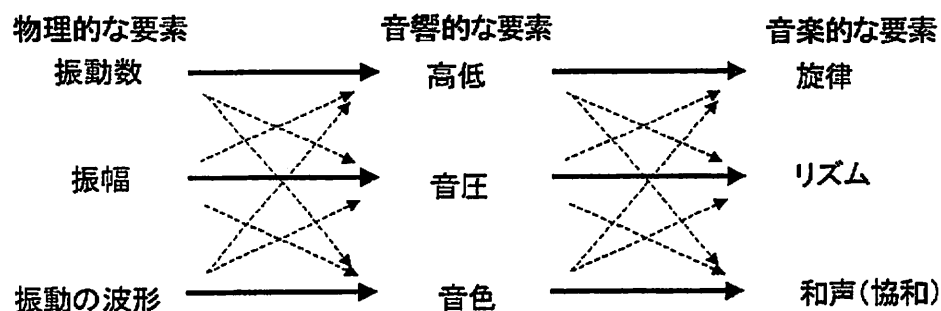 物理的な要素 音響的な要素 音楽的な要素
振動数 高低 旋律
振幅 音圧 リズム
振動の波形 音色 和声(協和)